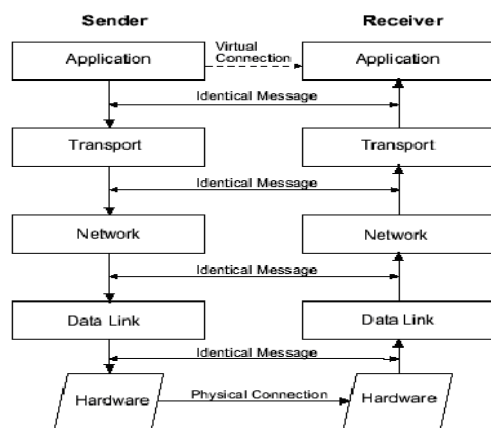 Sender Receiver
Virtual
Connection
Application Application
Identical Message
Transport Transport
Identical Message
Network Network
Identical Message
Data Link Data Link
Identical Message
Hardware Physical Connection Hardware